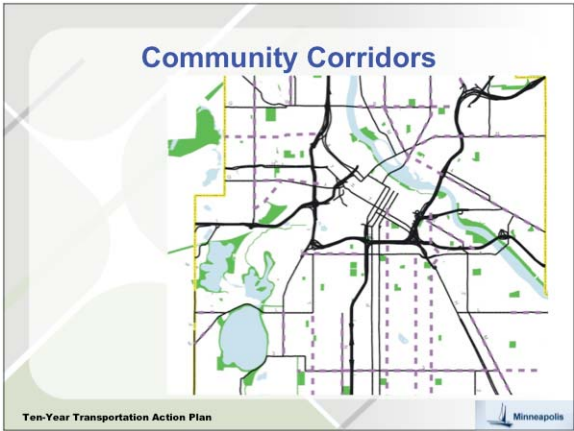 Community Corridors
Ten-Year Transportation Action Plan
Minneapolis